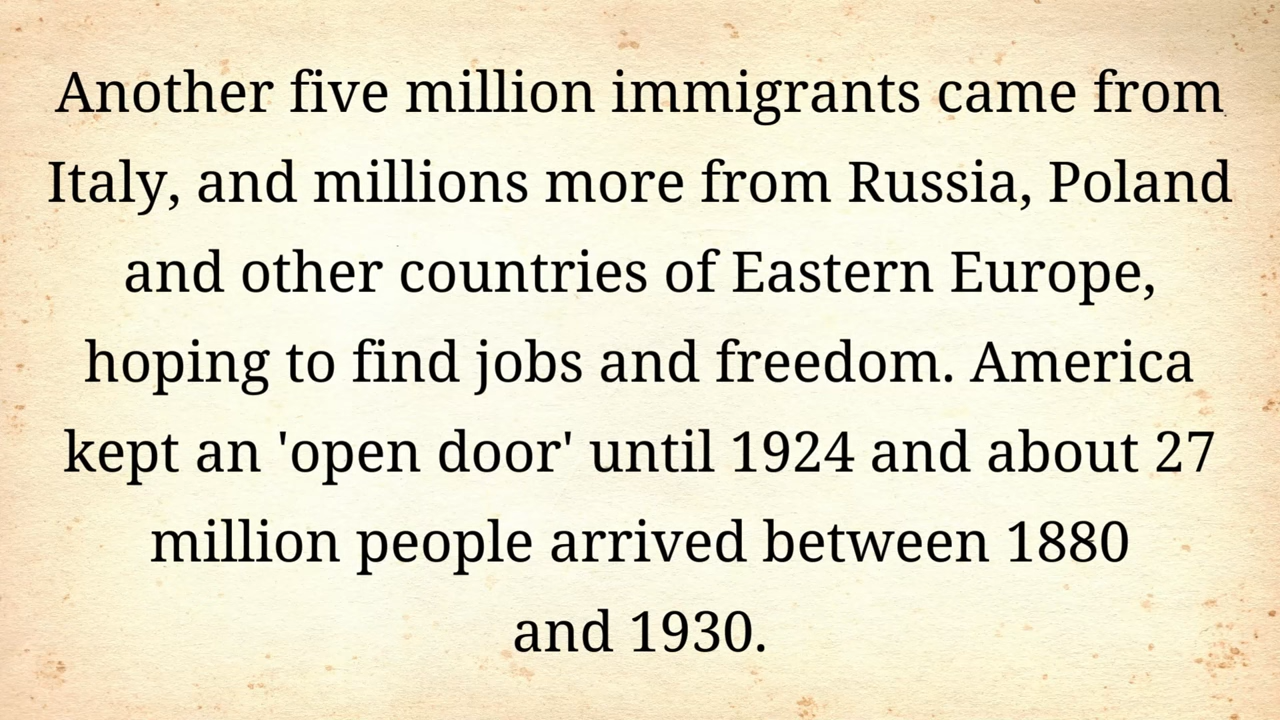 Another five million immigrants came from
Italy, and millions more from Russia, Poland
and other countries of Eastern Europe,
hoping to find jobs and freedom. America
kept an 'open door' until 1924 and about 27
million people arrived between 1880
and 1930.